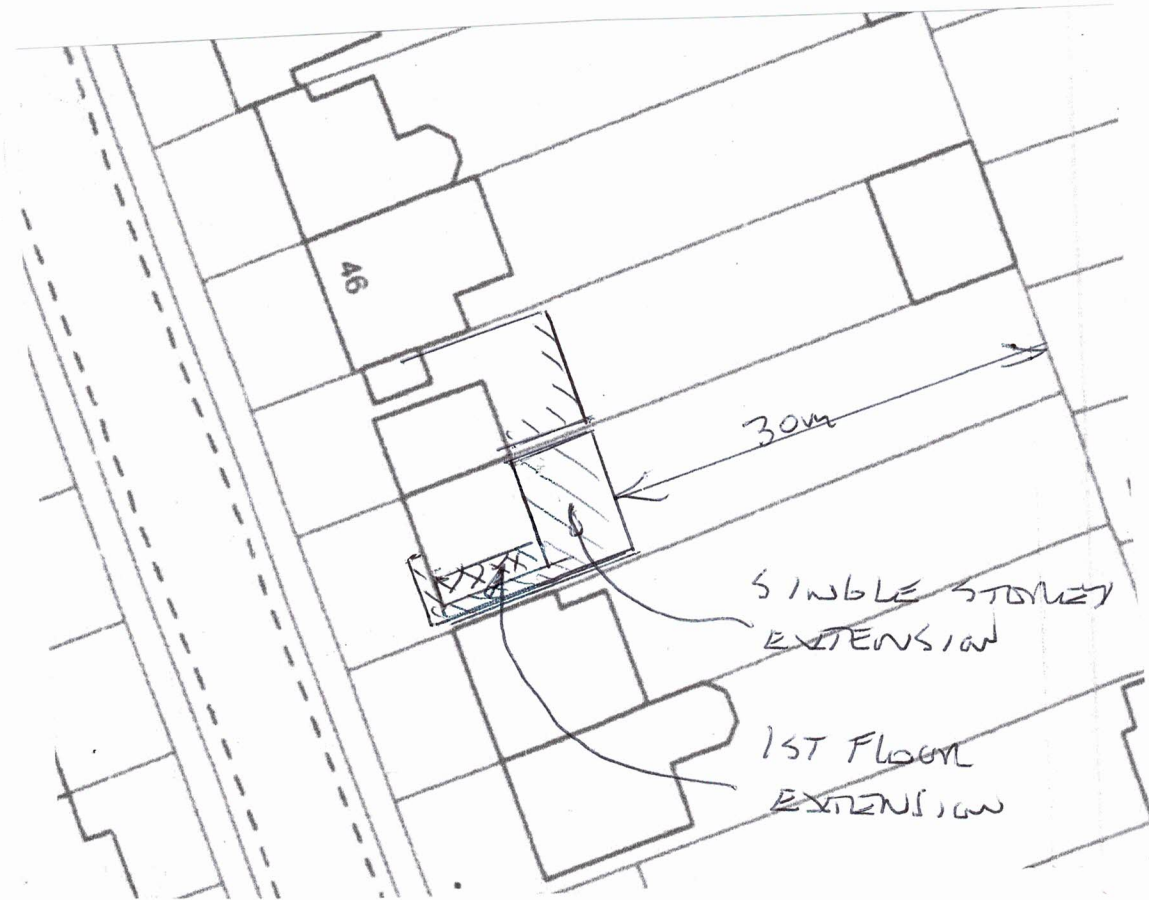 46
30m
SINGLE STOREY
EXTENSION
1ST FLOOR
EXTENSION